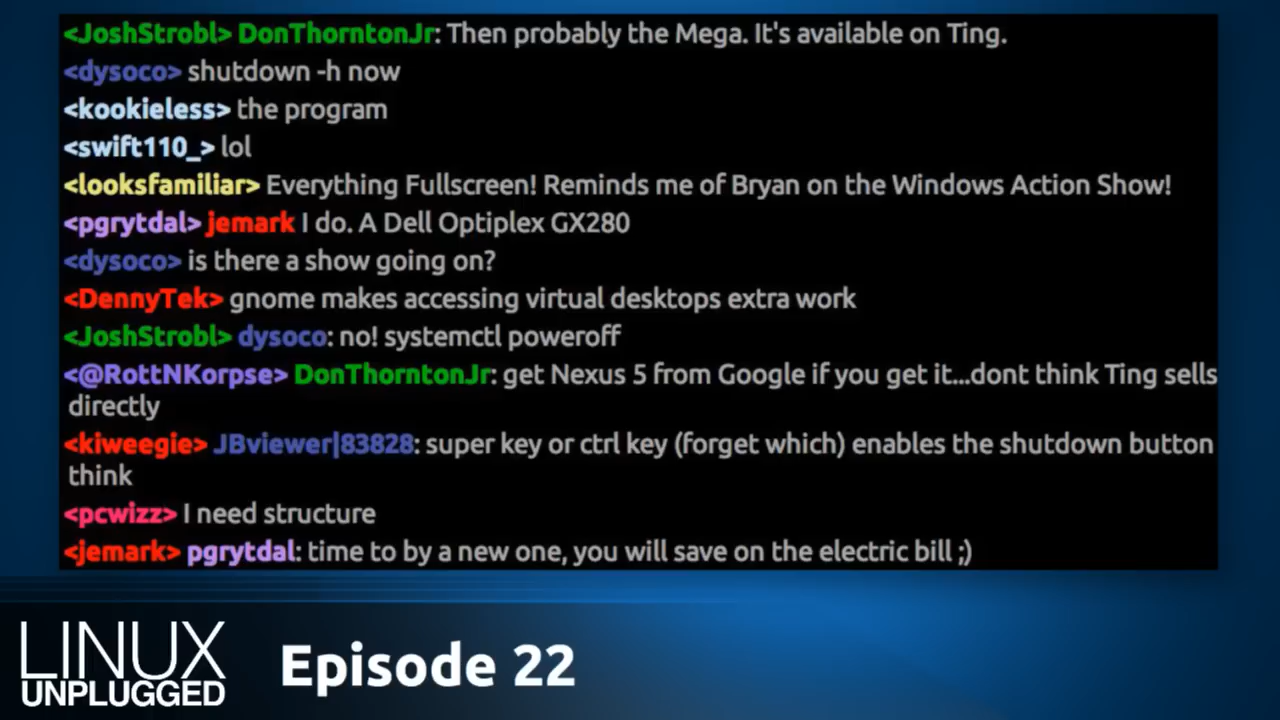 <JoshStrobl> DonThorntonJr: Then probably the Mega. It's available on Ting.
<dysoco> shutdown -h now
<kookieless> the program
<swift110_> lol
<looksfamiliar> Everything Fullscreen! Reminds me of Bryan on the Windows Action Show!
<pgrytdal> jemark I do. A Dell Optiplex GX280
<dysoco> is there a show going on?
<DennyTek> gnome makes accessing virtual desktops extra work
<JoshStrobl> dysoco: no! systemctl poweroff
<@RottNKorpse> DonThorntonJr: get Nexus 5 from Google if you get it...dont think Ting sells
directly
<kiweegie> JBviewer|83828: super key or ctrl key (forget which) enables the shutdown button
think
<pcwizz> I need structure
<jemark> pgrytdal: time to by a new one, you will save on the electric bill ;)
LINUX
UNPLUGGED
Episode 22